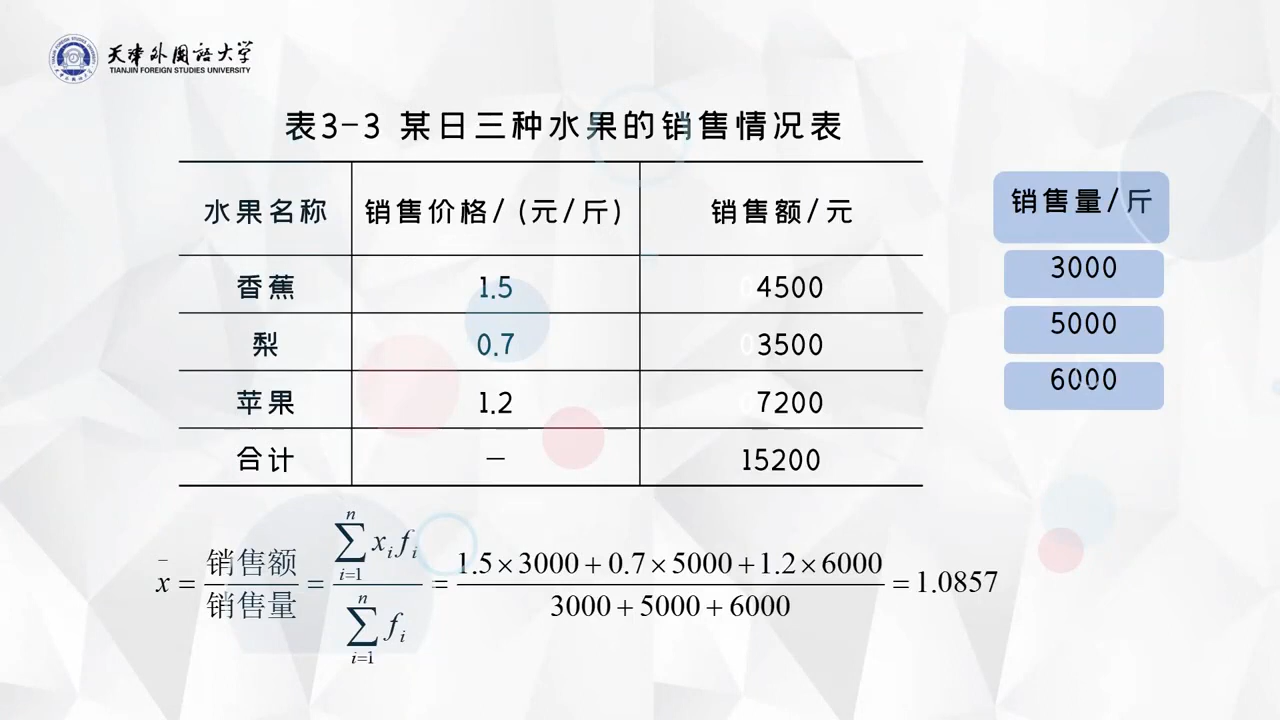 天津外国语大学
TIANJIN FOREIGN STUDIES UNIVERSITY
表3-3 某日三种水果的销售情况表
水果名称 销售价格/(元/斤) 销售额/元 销售量/斤
香蕉 1.5 4500 3000
梨 0.7 3500 5000
苹果 1.2 7200 6000
合计 — 15200
x̄ = 销售额/销售量 = ∑_{i=1}^{n} x_i f_i / ∑_{i=1}^{n} f_i = (1.5×3000+0.7×5000+1.2×6000)/(3000+5000+6000) = 1.0857